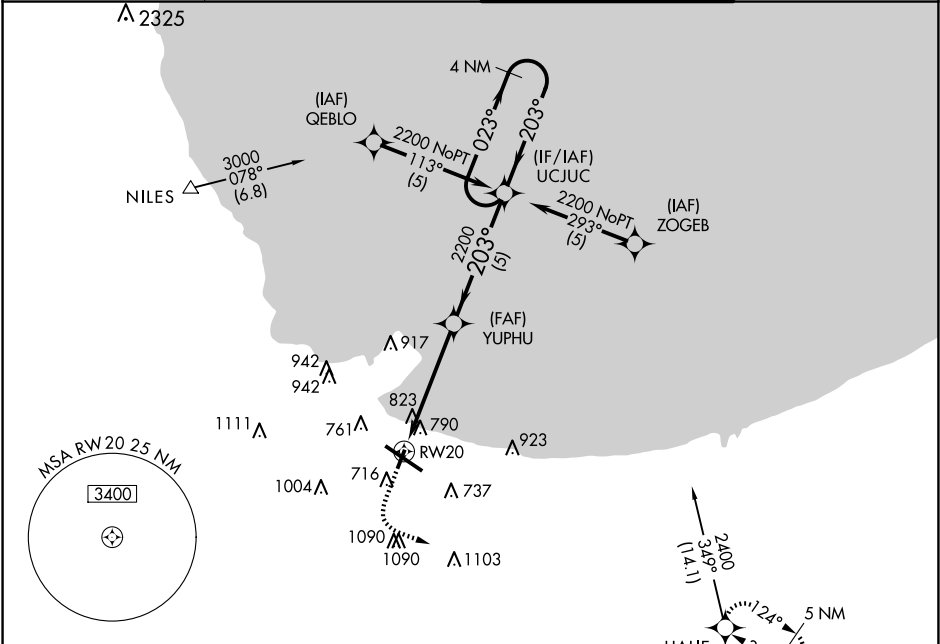 2325
4 NM
(IAF)
QEBLO
023°
203°
2200 NoPT
113°
(5)
(IF/IAF)
UCJUC
3000
078°
(6.8)
NILES
2200 NoPT
293°
(5)
(IAF)
ZOGEB
2200
203°
(5)
(FAF)
YUPHU
917
942
942
823
790
1111
761
923
RW20
MSA RW20 25 NM
3400
716
1004
737
1090
1090
1103
2400
349°
(14.1)
124°
5 NM